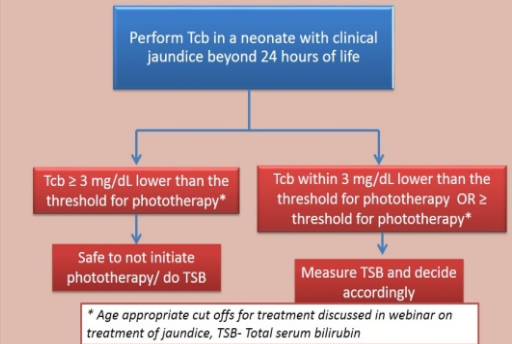 Perform Tcb in a neonate with clinical
jaundice beyond 24 hours of life
Tcb ≥ 3 mg/dL lower than the
threshold for phototherapy*
Tcb within 3 mg/dL lower than the
threshold for phototherapy OR ≥
threshold for phototherapy*
Safe to not initiate
phototherapy/ do TSB
Measure TSB and decide
accordingly
* Age appropriate cut offs for treatment discussed in webinar on
treatment of jaundice, TSB- Total serum bilirubin